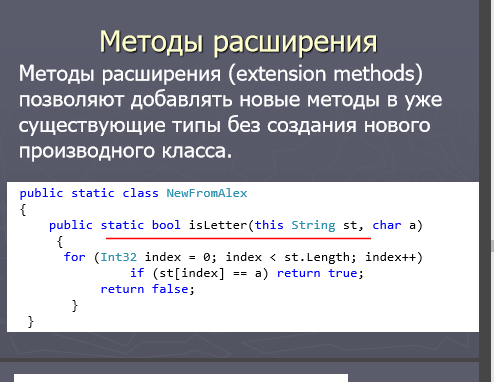 Методы расширения
Методы расширения (extension methods)
позволяют добавлять новые методы в уже
существующие типы без создания нового
производного класса.
public static class NewFromAlex
{
public static bool isLetter(this String st, char a)
{
for (Int32 index = 0; index < st.Length; index++)
if (st[index] == a) return true;
return false;
}
}